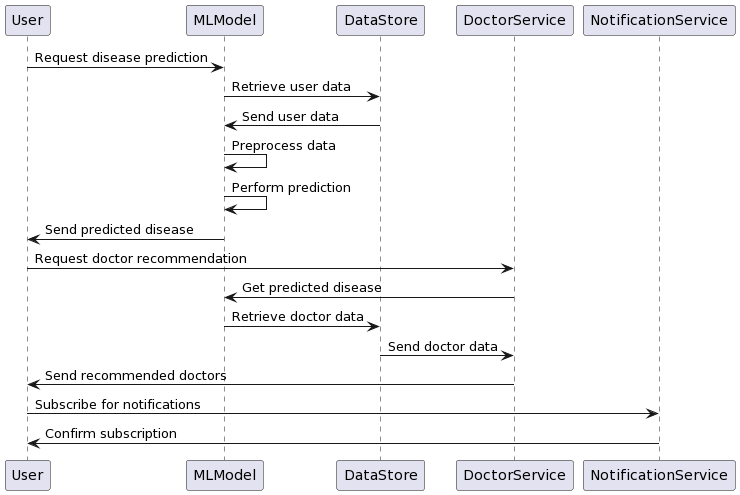 User MLModel DataStore DoctorService NotificationService
Request disease prediction
Retrieve user data
Send user data
Preprocess data
Perform prediction
Send predicted disease
Request doctor recommendation
Get predicted disease
Retrieve doctor data
Send doctor data
Send recommended doctors
Subscribe for notifications
Confirm subscription
User MLModel DataStore DoctorService NotificationService